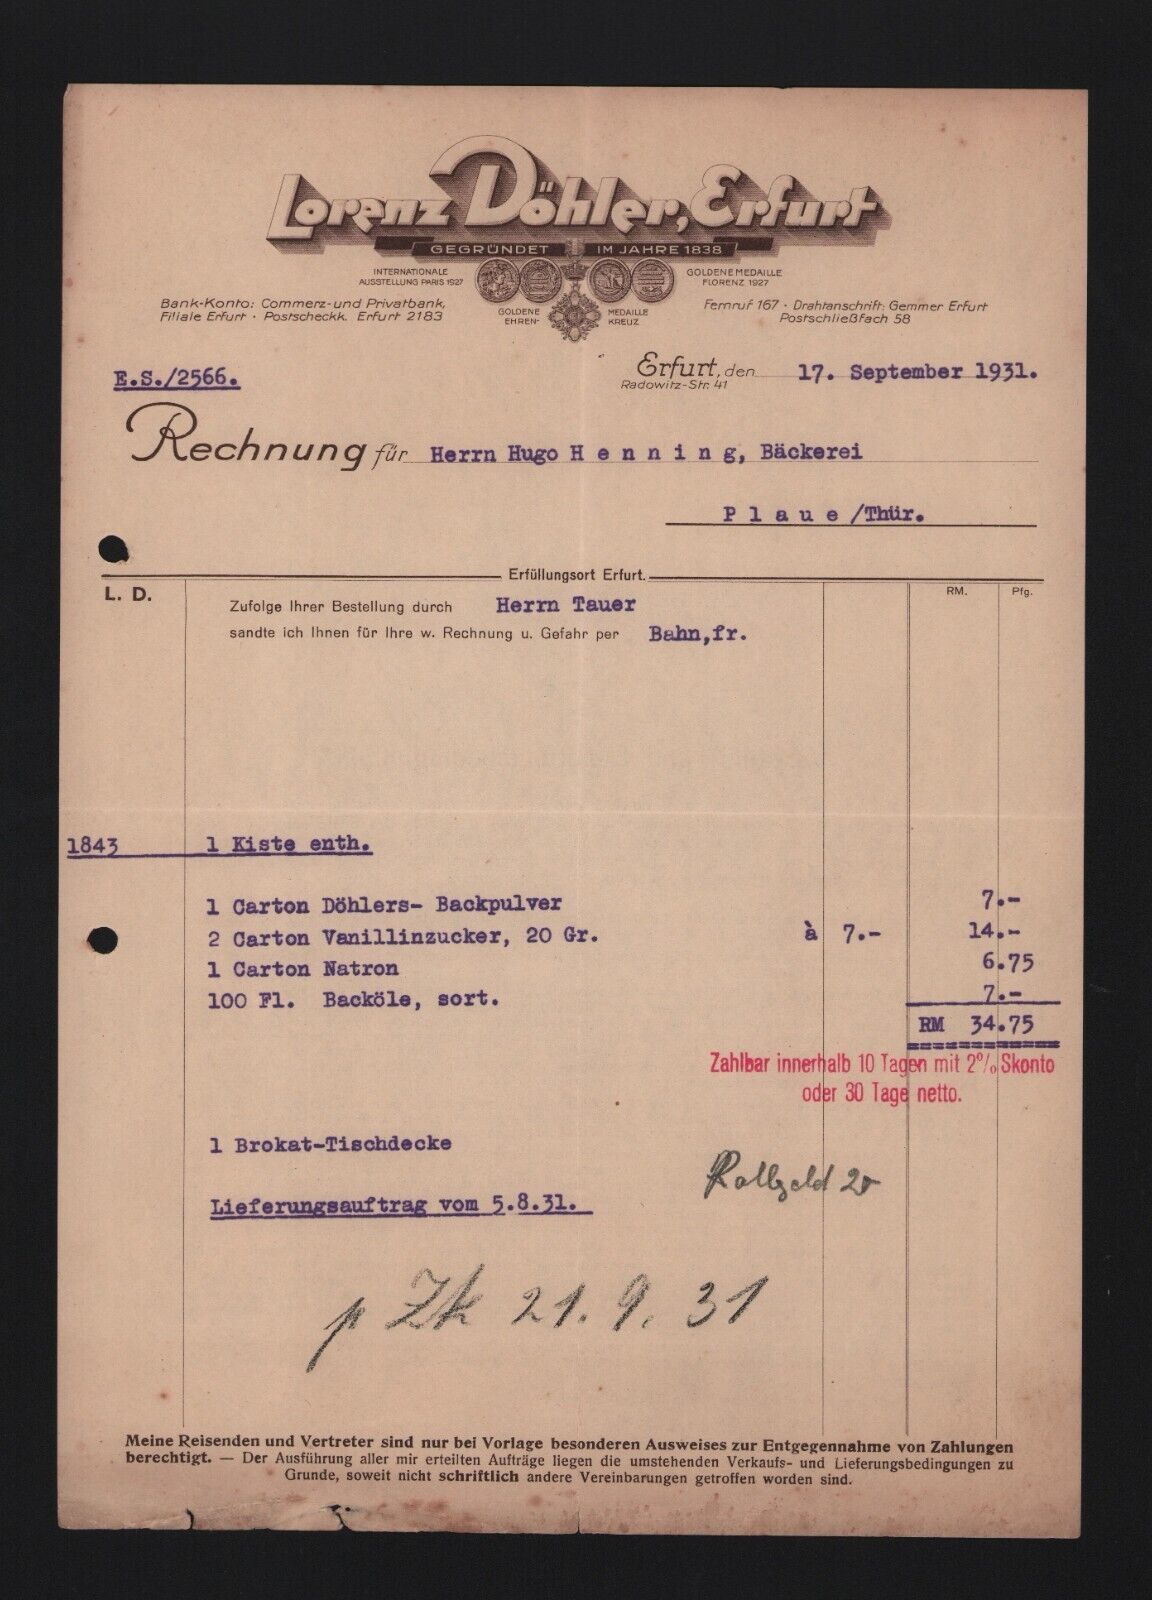 Lorenz Döhler, Erfurt
GEGRÜNDET IM JAHRE 1838
INTERNATIONALE
AUSSTELLUNG PARIS 1927
GOLDENE MEDAILLE
FLORENZ 1927
GOLDENE MEDAILLE
EHREN- KREUZ
Bank-Konto: Commerz-und Privatbank,
Filiale Erfurt · Postscheckk. Erfurt 2183
Fernruf 167 · Drahtanschrift: Gemmer Erfurt
Postschließfach 58
E.S./2566.
Erfurt, den 17. September 1931.
Radowitz-Str. 41
Rechnung für Herrn Hugo H e n n i n g, Bäckerei
P l a u e /Thür.
Erfüllungsort Erfurt.
L. D.
RM. Pfg.
Zufolge Ihrer Bestellung durch Herrn Tauer
sandte ich Ihnen für Ihre w. Rechnung u. Gefahr per Bahn,fr.
1843 1 Kiste enth.
1 Carton Döhlers- Backpulver 7.-
2 Carton Vanillinzucker, 20 Gr. à 7.- 14.-
1 Carton Natron 6.75
100 Fl. Backöle, sort. 7.-
RM 34.75
Zahlbar innerhalb 10 Tagen mit 2% Skonto
oder 30 Tage netto.
1 Brokat-Tischdecke
Rollgeld
Lieferungsauftrag vom 5.8.31.
p Zk 21. 9. 31
Meine Reisenden und Vertreter sind nur bei Vorlage besonderen Ausweises zur Entgegennahme von Zahlungen
berechtigt. — Der Ausführung aller mir erteilten Aufträge liegen die umstehenden Verkaufs- und Lieferungsbedingungen zu
Grunde, soweit nicht schriftlich andere Vereinbarungen getroffen worden sind.